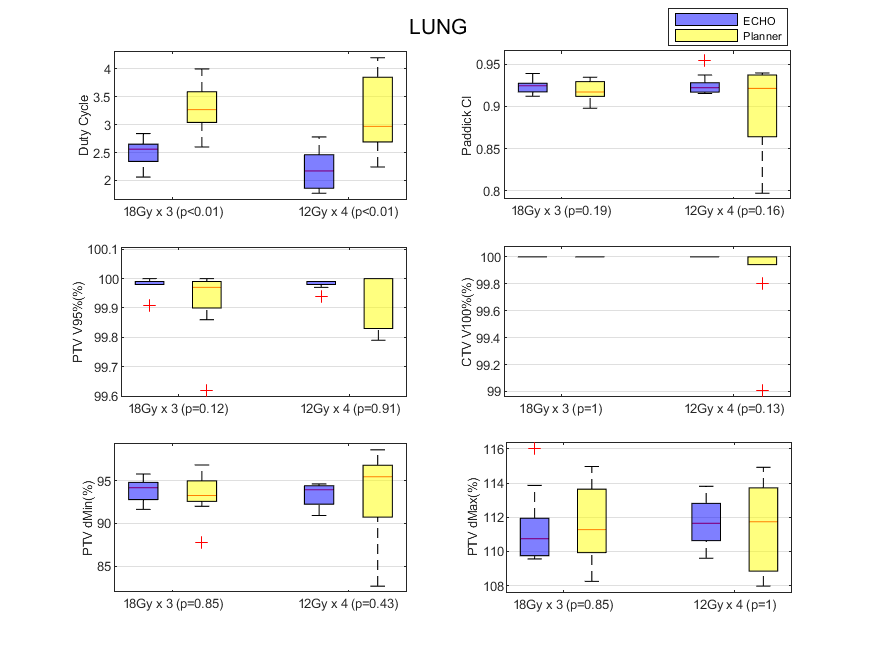 LUNG
ECHO
Planner
Duty Cycle
4
3.5
3
2.5
2
18Gy x 3 (p<0.01)
12Gy x 4 (p<0.01)
Paddick CI
0.95
0.9
0.85
0.8
18Gy x 3 (p=0.19)
12Gy x 4 (p=0.16)
PTV V95%(%)
100.1
100
99.9
99.8
99.7
99.6
18Gy x 3 (p=0.12)
12Gy x 4 (p=0.91)
CTV V100%(%)
100
99.8
99.6
99.4
99.2
99
18Gy x 3 (p=1)
12Gy x 4 (p=0.13)
PTV dMin(%)
95
90
85
18Gy x 3 (p=0.85)
12Gy x 4 (p=0.43)
PTV dMax(%)
116
114
112
110
108
18Gy x 3 (p=0.85)
12Gy x 4 (p=1)